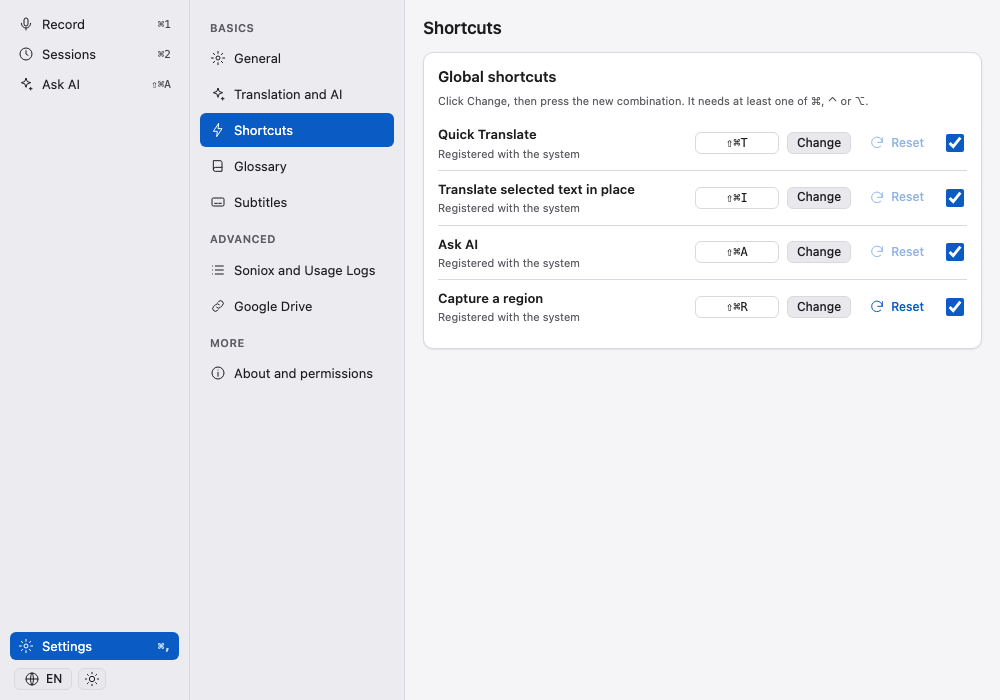 Record ⌘1
Sessions ⌘2
Ask AI ⇧⌘A
Settings ⌘,
EN
BASICS
General
Translation and AI
Shortcuts
Glossary
Subtitles
ADVANCED
Soniox and Usage Logs
Google Drive
MORE
About and permissions
Shortcuts
Global shortcuts
Click Change, then press the new combination. It needs at least one of ⌘, ⌃ or ⌥.
Quick Translate
Registered with the system
⇧⌘T Change Reset
Translate selected text in place
Registered with the system
⇧⌘I Change Reset
Ask AI
Registered with the system
⇧⌘A Change Reset
Capture a region
Registered with the system
⇧⌘R Change Reset